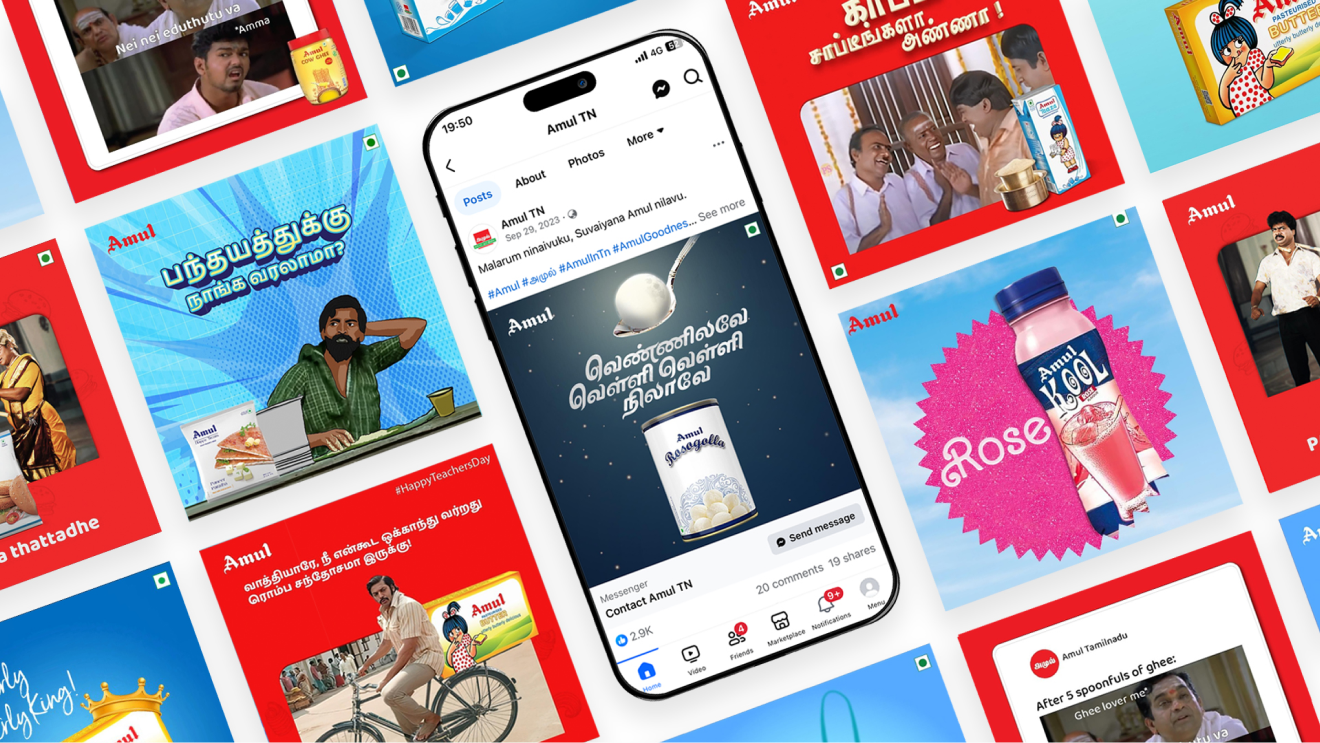 Nei nei eduthutu va
*Amma
Amul
COW GHEE
Amul
பந்தயத்துக்கு
நாங்க வரலாமா?
Amul
a thattadhe
#HappyTeachersDay
Amul
வாத்தியாரே, நீ என்கூட ஒக்காந்து வர்றது
ரொம்ப சந்தோசமா இருக்கு!
Amul
PASTEURISED
BUTTER
utterly butterly delicious
19:50
4G
Amul TN
Posts
About
Photos
More
Amul TN
Sep 29, 2023
Malarum ninaivuku, Suvaiyana Amul nilavu.
#Amul #அமுல் #AmulInTn #AmulGoodnes... See more
Amul
வெண்ணிலவே
வெள்ளி வெள்ளி
நிலாவே
Amul
Rosogolla
Messenger
Contact Amul TN
Send message
2.9K
20 comments 19 shares
Home
Video
Friends
4
Marketplace
Notifications
9+
Menu
சாப்டீங்களா
அண்ணா !
Amul
Amul
PASTEURISED
BUTTER
utterly butterly
Amul
Amul
Rose
Amul
KOOL
அமுல்
Amul Tamilnadu
After 5 spoonfuls of ghee:
Ghee lover me*